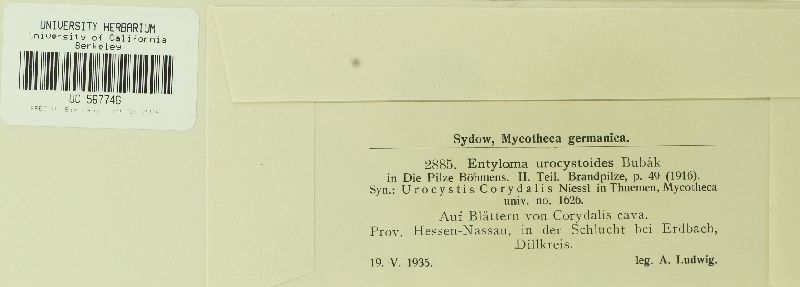 UNIVERSITY HERBARIUM
University of California
Berkeley
UC 567746
Sydow, Mycotheca germanica.
2885. Entyloma urocystoides Bubák
in Die Pilze Böhmens. II. Teil. Brandpilze, p. 49 (1916).
Syn.: Urocystis Corydalis Niessl in Thuemen, Mycotheca
univ. no. 1626.
Auf Blättern von Corydalis cava.
Prov. Hessen-Nassau, in der Schlucht bei Erdbach,
Dillkreis.
19. V. 1935. leg. A. Ludwig.